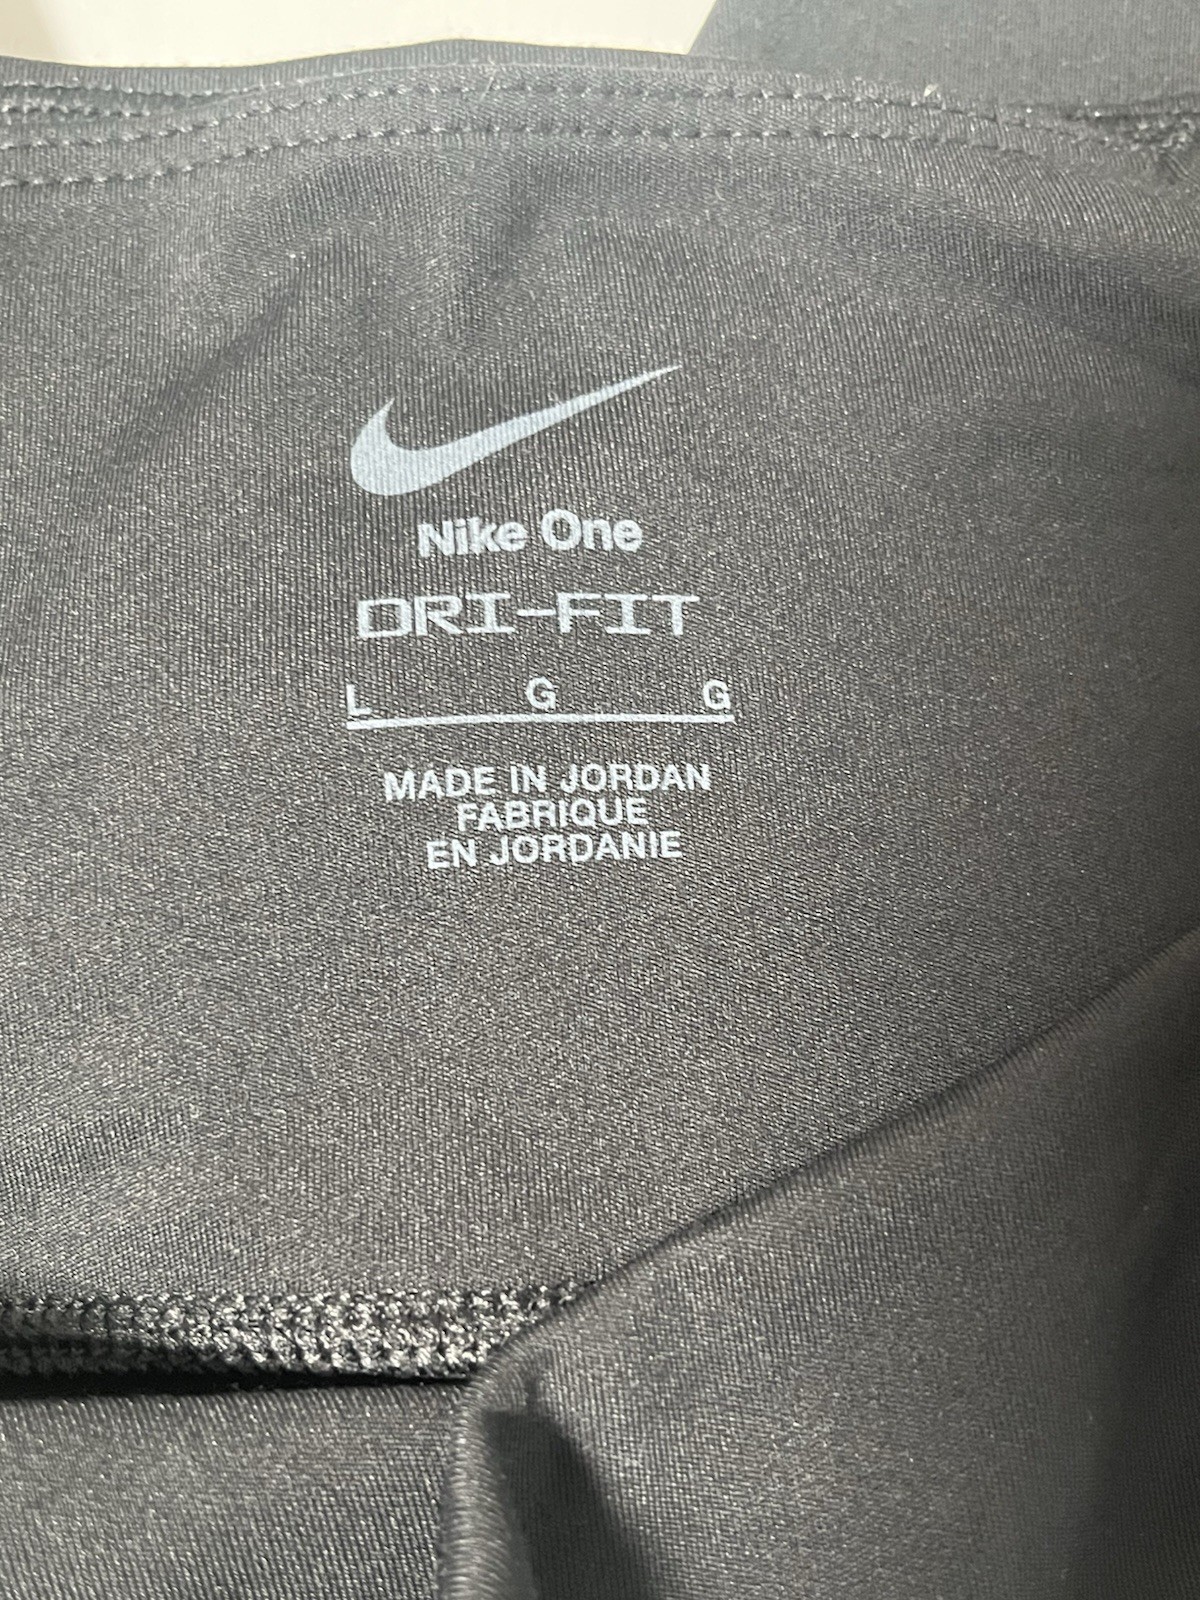 Nike One
DRI-FIT
L G G
MADE IN JORDAN
FABRIQUE
EN JORDANIE